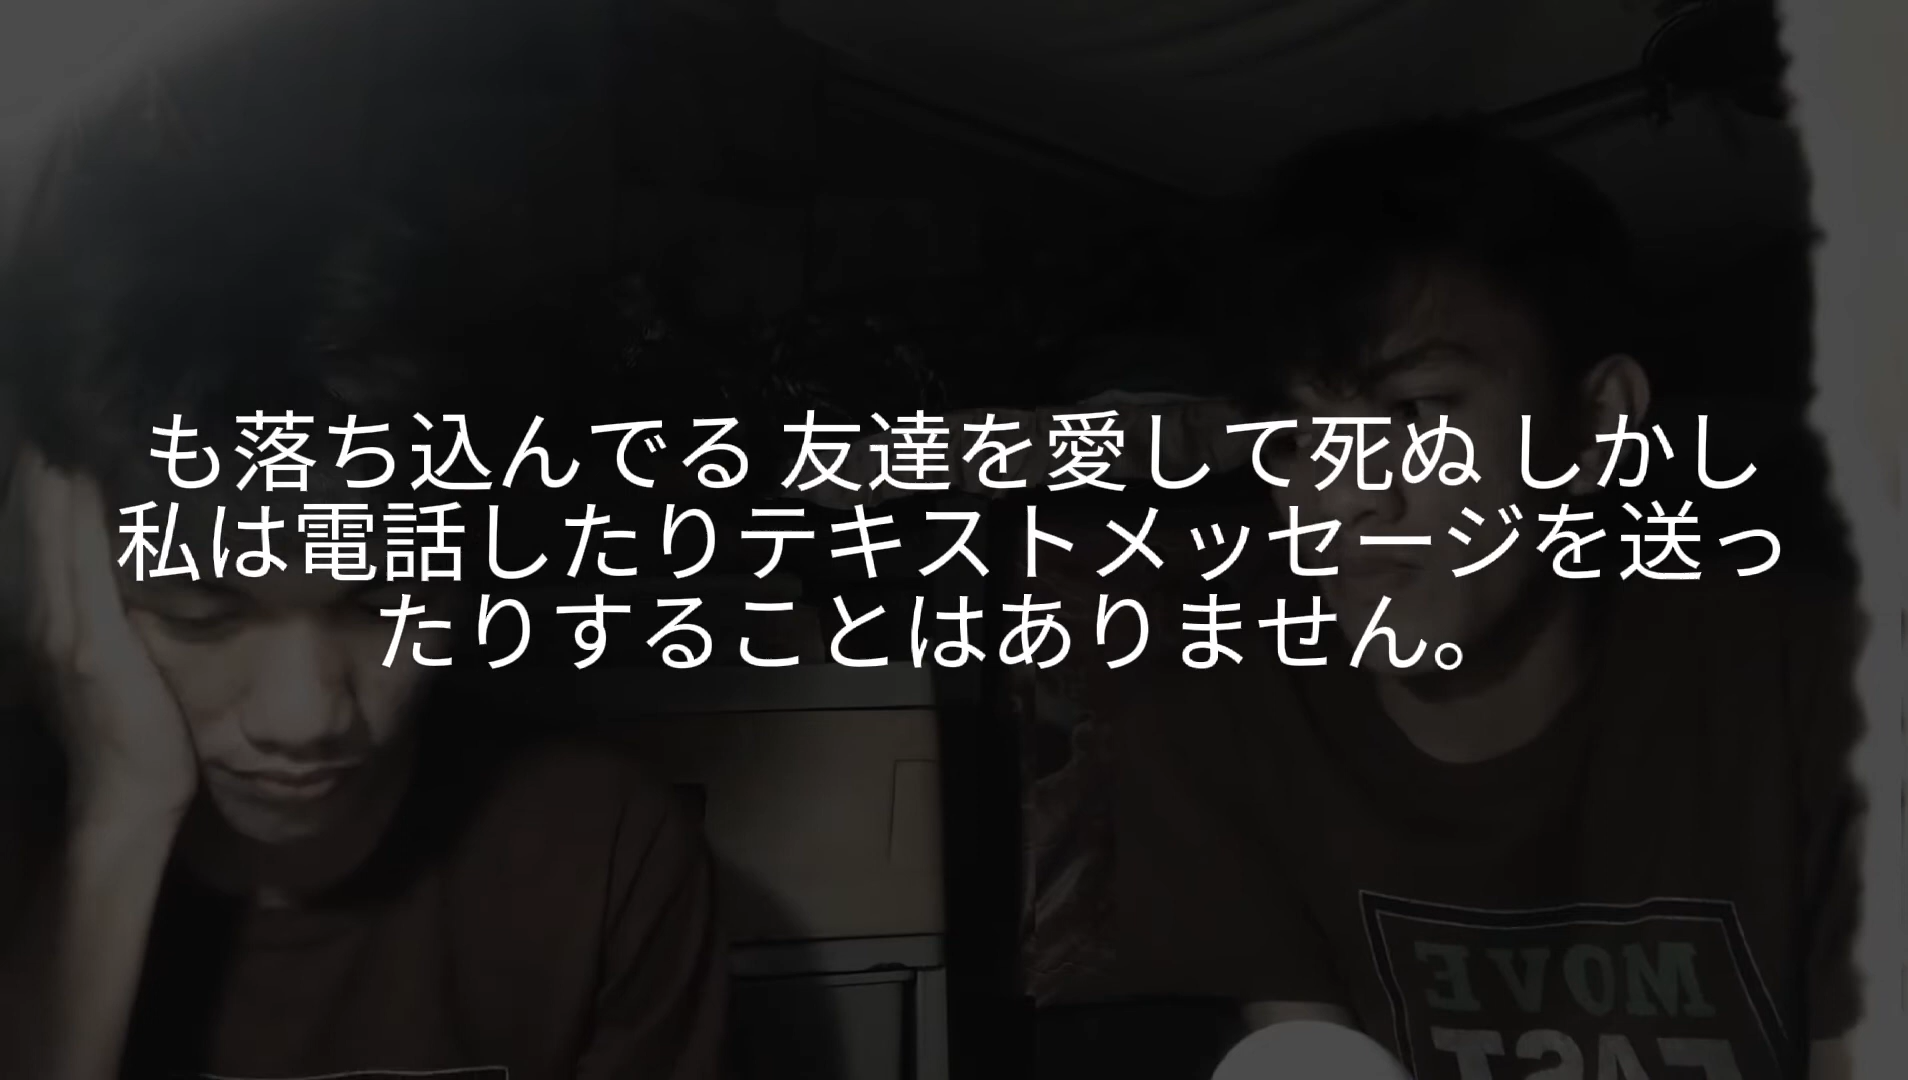 も落ち込んでる 友達を愛して死ぬ しかし
私は電話したりテキストメッセージを送っ
たりすることはありません。
MOVE
FAST